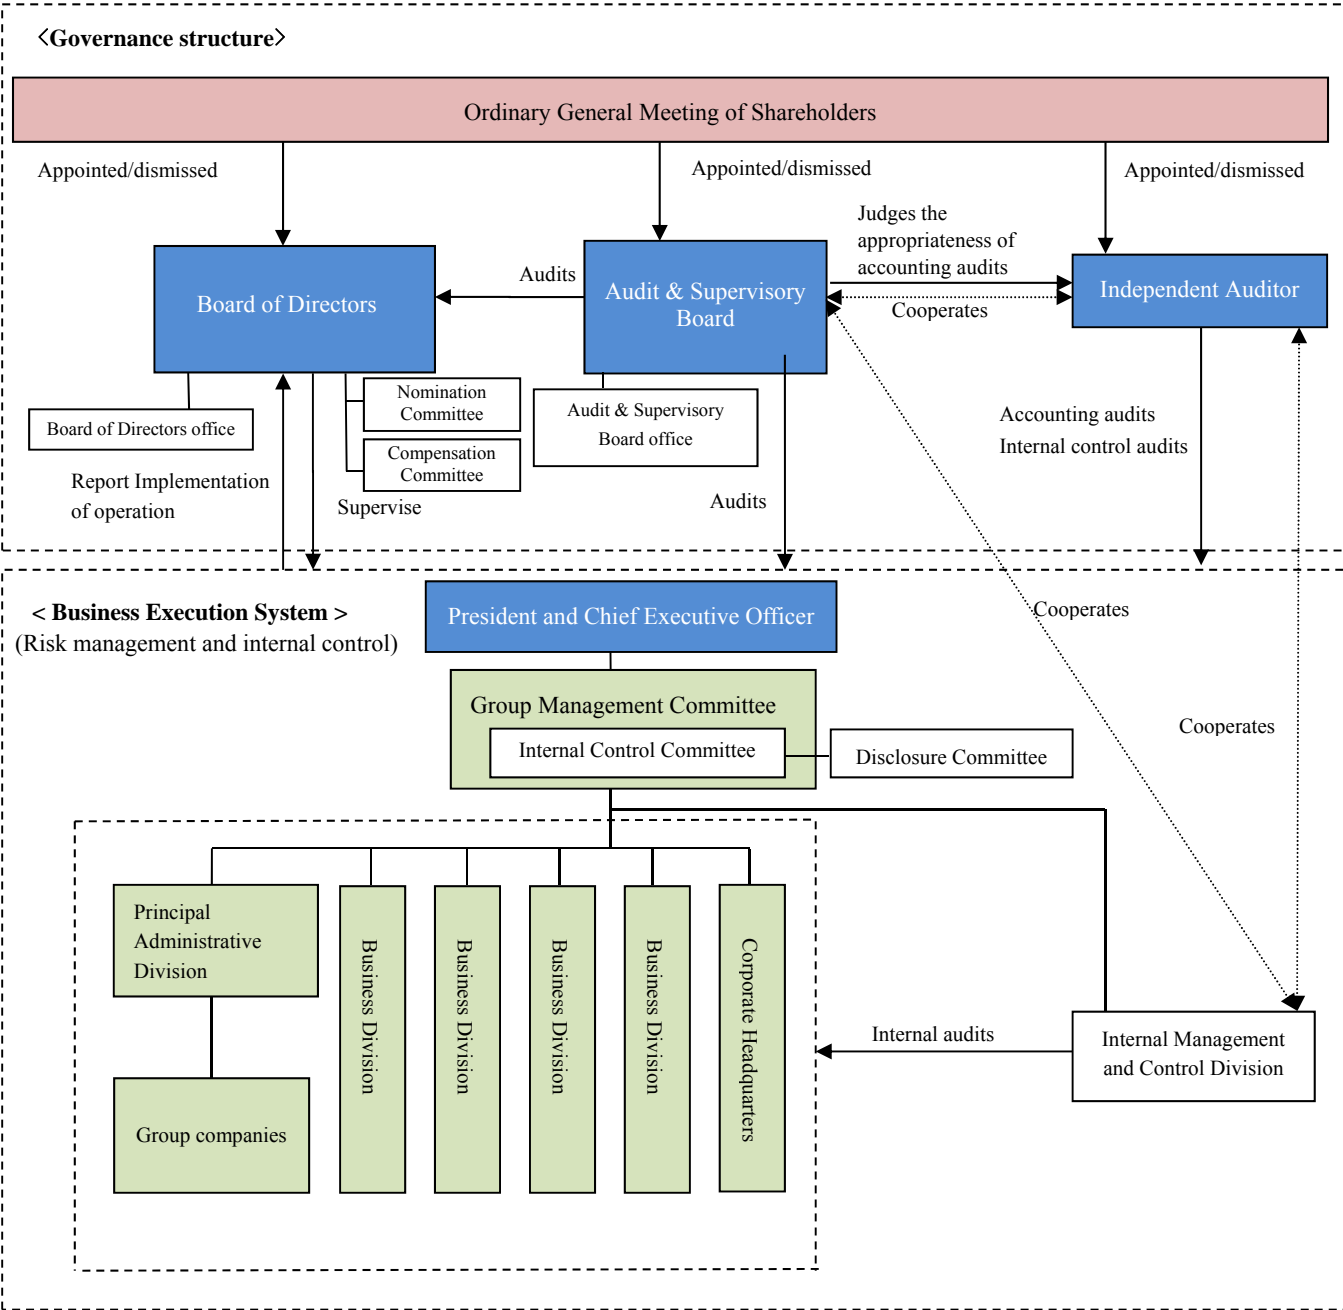 <Governance structure>
Ordinary General Meeting of Shareholders
Appointed/dismissed
Appointed/dismissed
Appointed/dismissed
Judges the
appropriateness of
accounting audits
Audits
Board of Directors
Audit & Supervisory
Board
Independent Auditor
Cooperates
Nomination
Committee
Board of Directors office
Audit & Supervisory
Board office
Accounting audits
Internal control audits
Compensation
Committee
Report Implementation
of operation
Supervise
Audits
< Business Execution System >
(Risk management and internal control)
President and Chief Executive Officer
Cooperates
Group Management Committee
Internal Control Committee
Disclosure Committee
Cooperates
Principal
Administrative
Division
Business Division
Business Division
Business Division
Business Division
Corporate Headquarters
Internal audits
Internal Management
and Control Division
Group companies